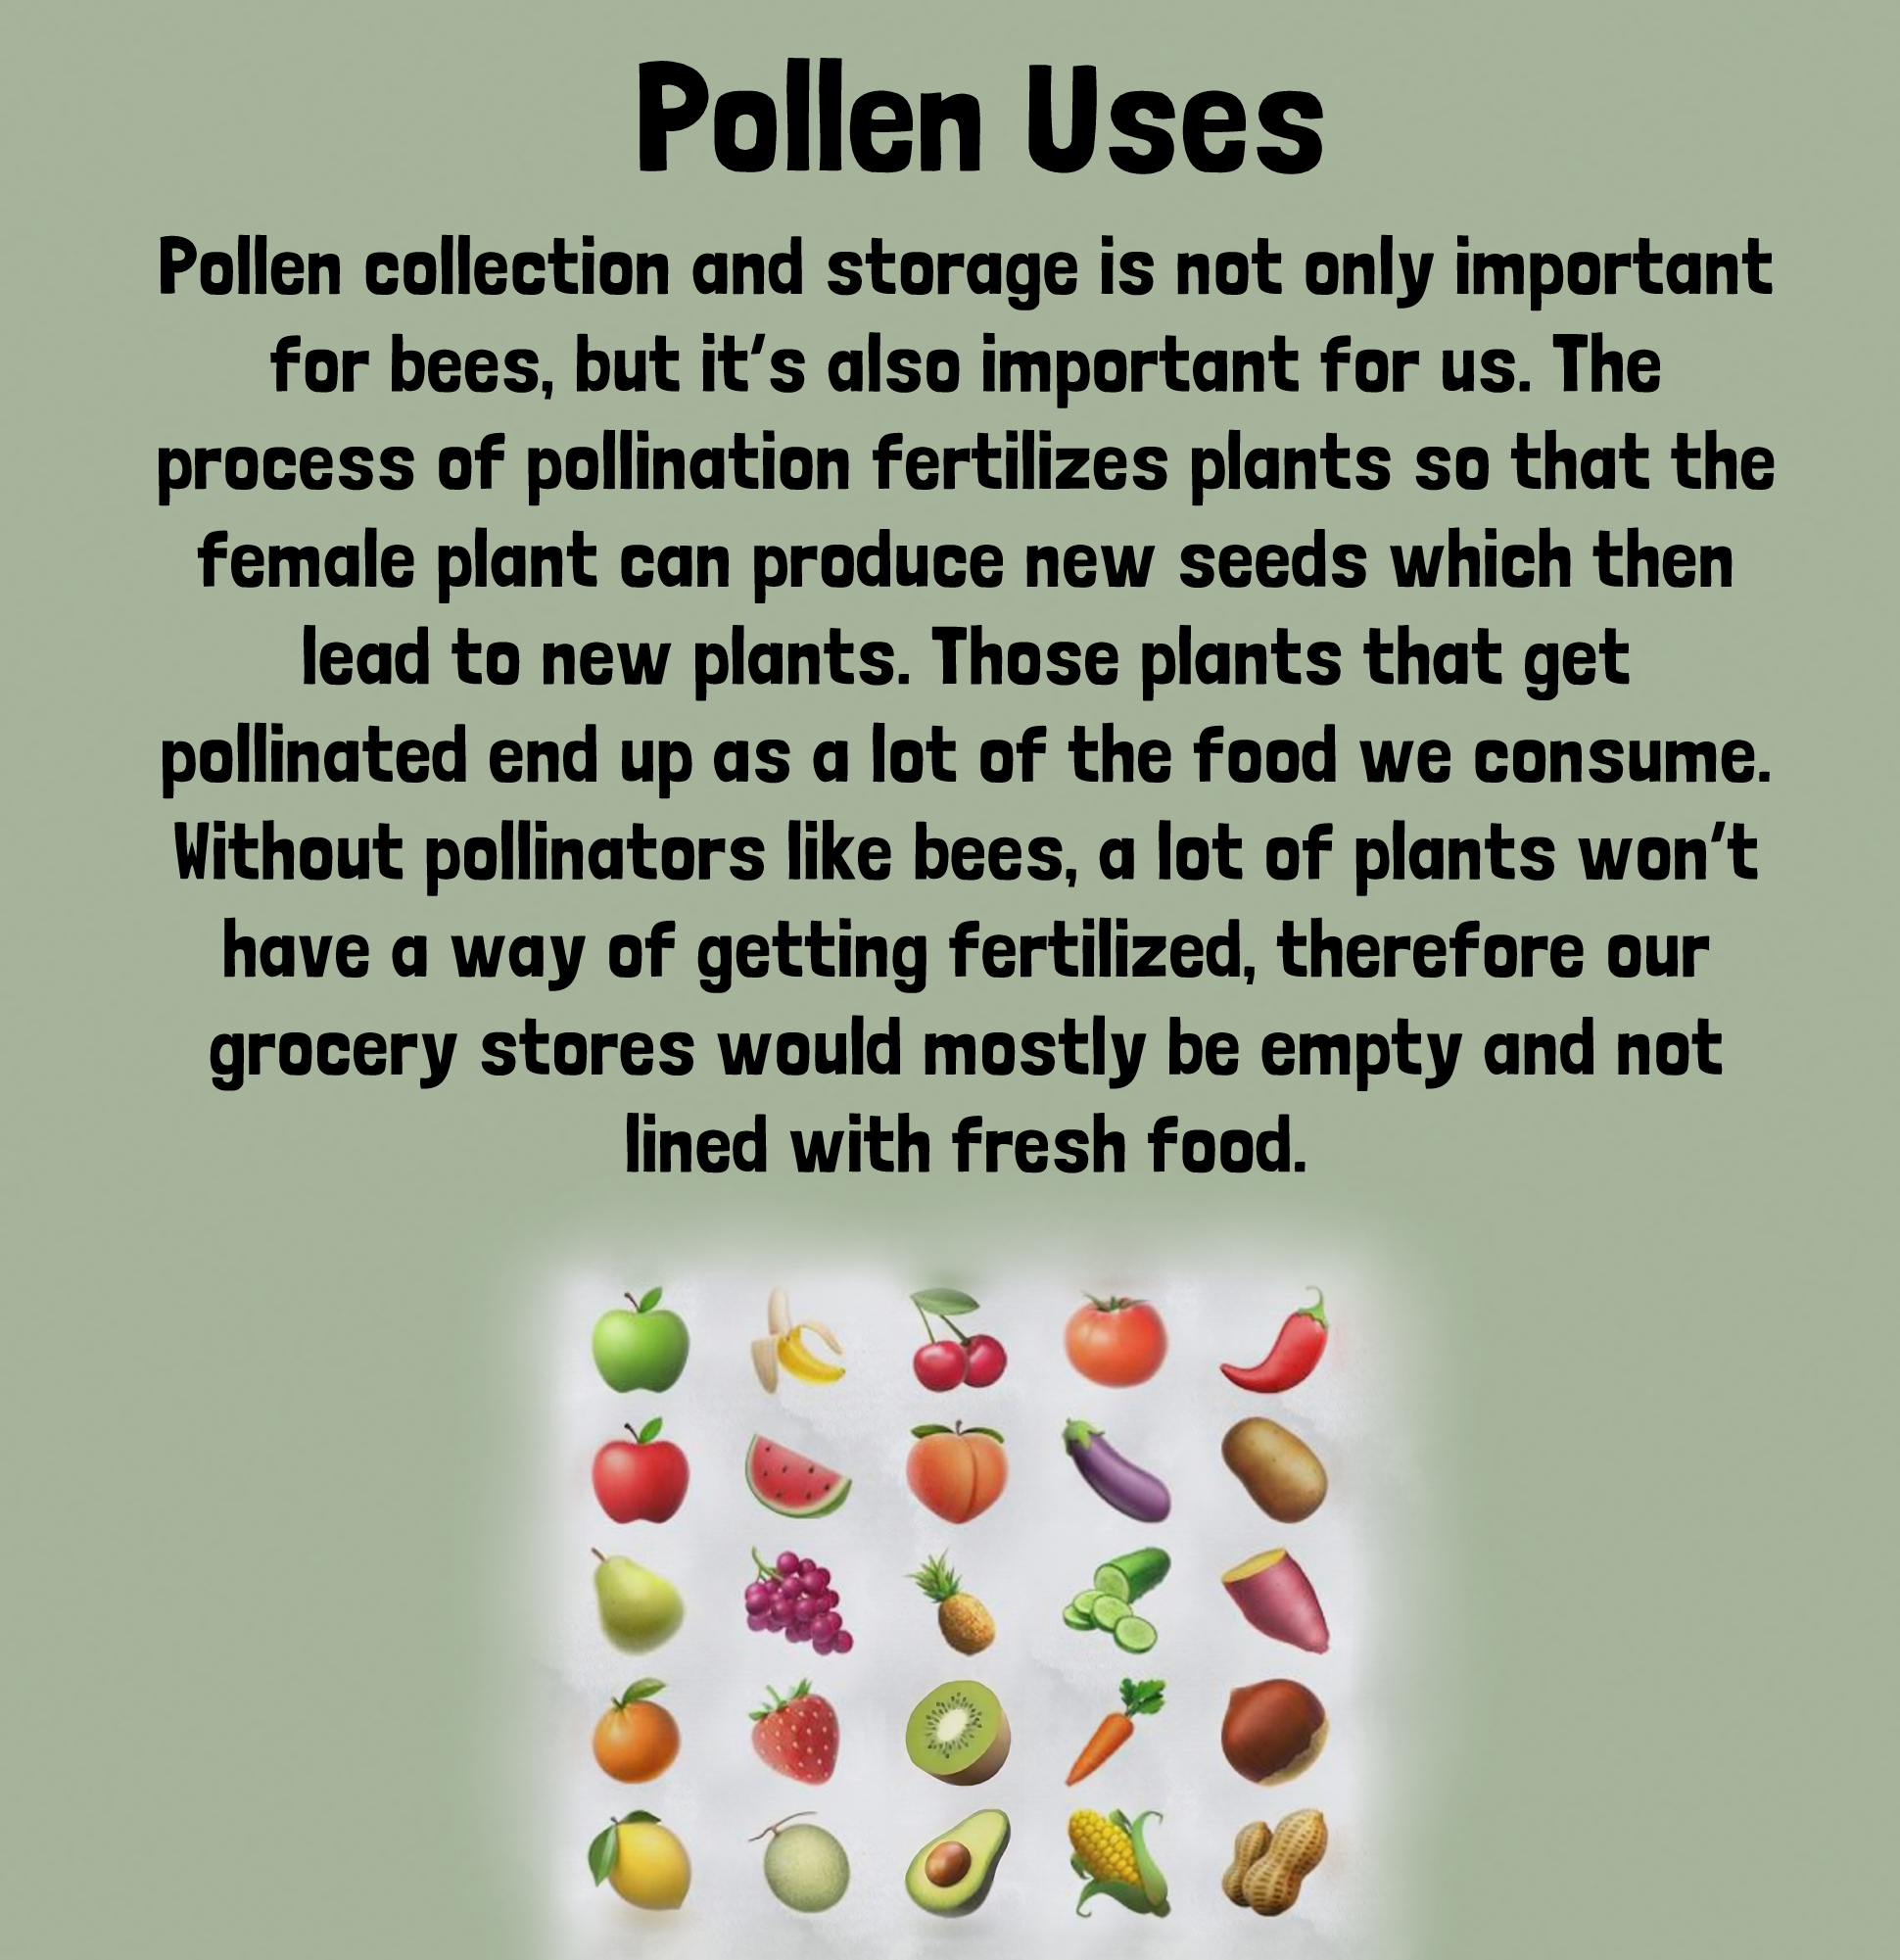 Pollen Uses
Pollen collection and storage is not only important
for bees, but it’s also important for us. The
process of pollination fertilizes plants so that the
female plant can produce new seeds which then
lead to new plants. Those plants that get
pollinated end up as a lot of the food we consume.
Without pollinators like bees, a lot of plants won’t
have a way of getting fertilized, therefore our
grocery stores would mostly be empty and not
lined with fresh food.